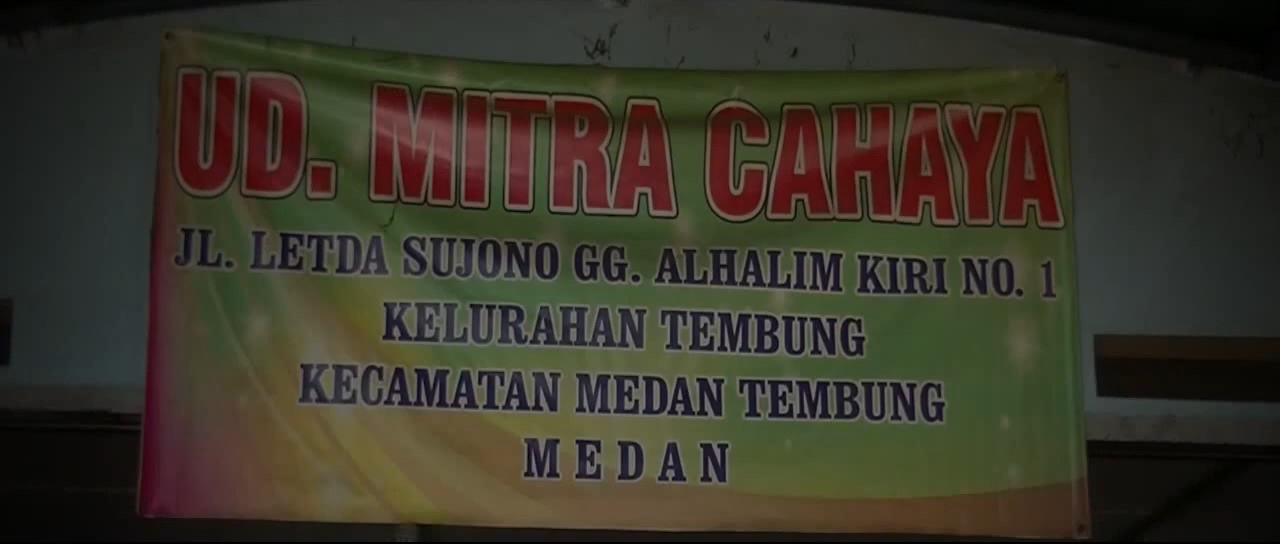 UD. MITRA CAHAYA
JL. LETDA SUJONO GG. ALHALIM KIRI NO. 1
KELURAHAN TEMBUNG
KECAMATAN MEDAN TEMBUNG
MEDAN